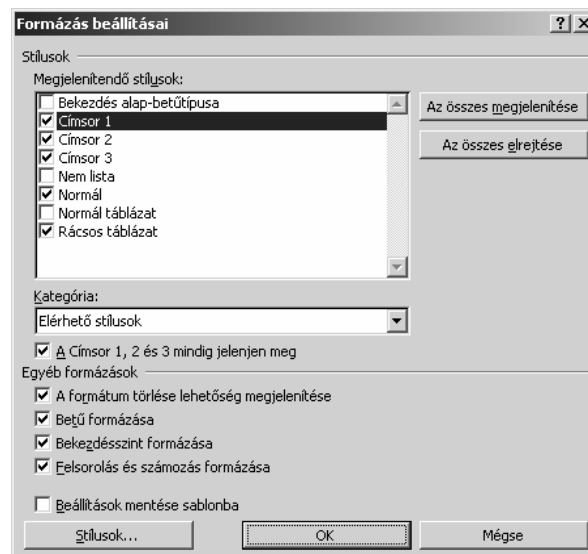 Formázás beállításai
Stílusok
Megjelenítendő stílusok:
Bekezdés alap-betűtípusa
Címsor 1
Címsor 2
Címsor 3
Nem lista
Normál
Normál táblázat
Rácsos táblázat
Az összes megjelenítése
Az összes elrejtése
Kategória:
Elérhető stílusok
A Címsor 1, 2 és 3 mindig jelenjen meg
Egyéb formázások
A formátum törlése lehetőség megjelenítése
Betű formázása
Bekezdésszint formázása
Felsorolás és számozás formázása
Beállítások mentése sablonba
Stílusok... OK Mégse